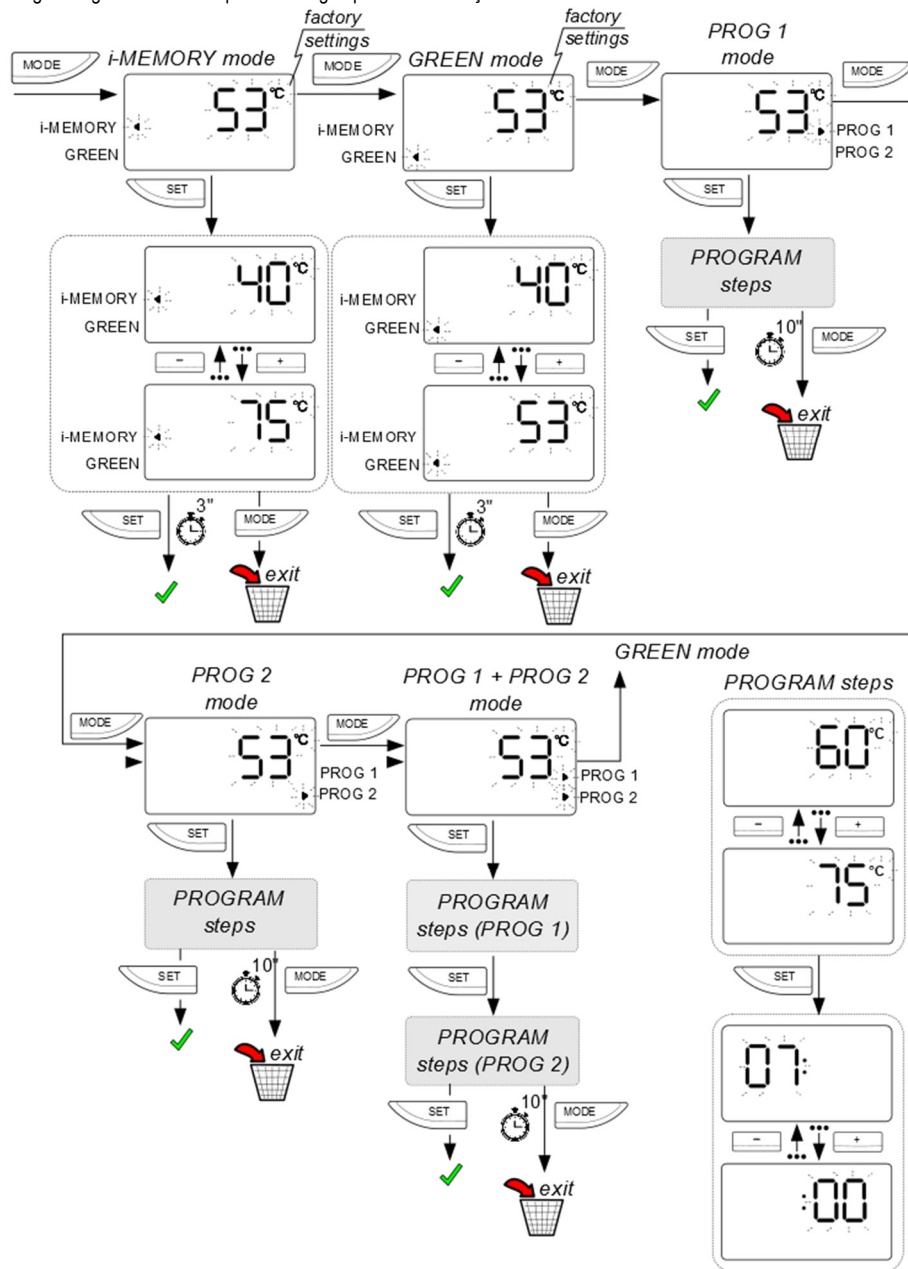 factory
settings
factory
settings
PROG 1
mode
MODE
i-MEMORY mode
MODE
GREEN mode
MODE
MODE
53°C
i-MEMORY
GREEN
53°C
i-MEMORY
GREEN
53°C
PROG 1
PROG 2
SET
SET
SET
40°C
i-MEMORY
GREEN
- +
75°C
i-MEMORY
GREEN
40°C
i-MEMORY
GREEN
- +
53°C
i-MEMORY
GREEN
PROGRAM
steps
SET
10"
MODE
exit
SET
3"
MODE
exit
SET
3"
MODE
exit
PROG 2
mode
PROG 1 + PROG 2
mode
GREEN mode
PROGRAM steps
MODE
53°C
PROG 1
PROG 2
MODE
53°C
PROG 1
PROG 2
60°C
- +
75°C
SET
SET
SET
PROGRAM
steps
PROGRAM
steps (PROG 1)
SET
10"
MODE
exit
SET
PROGRAM
steps (PROG 2)
SET
10"
MODE
exit
07:
- +
:00